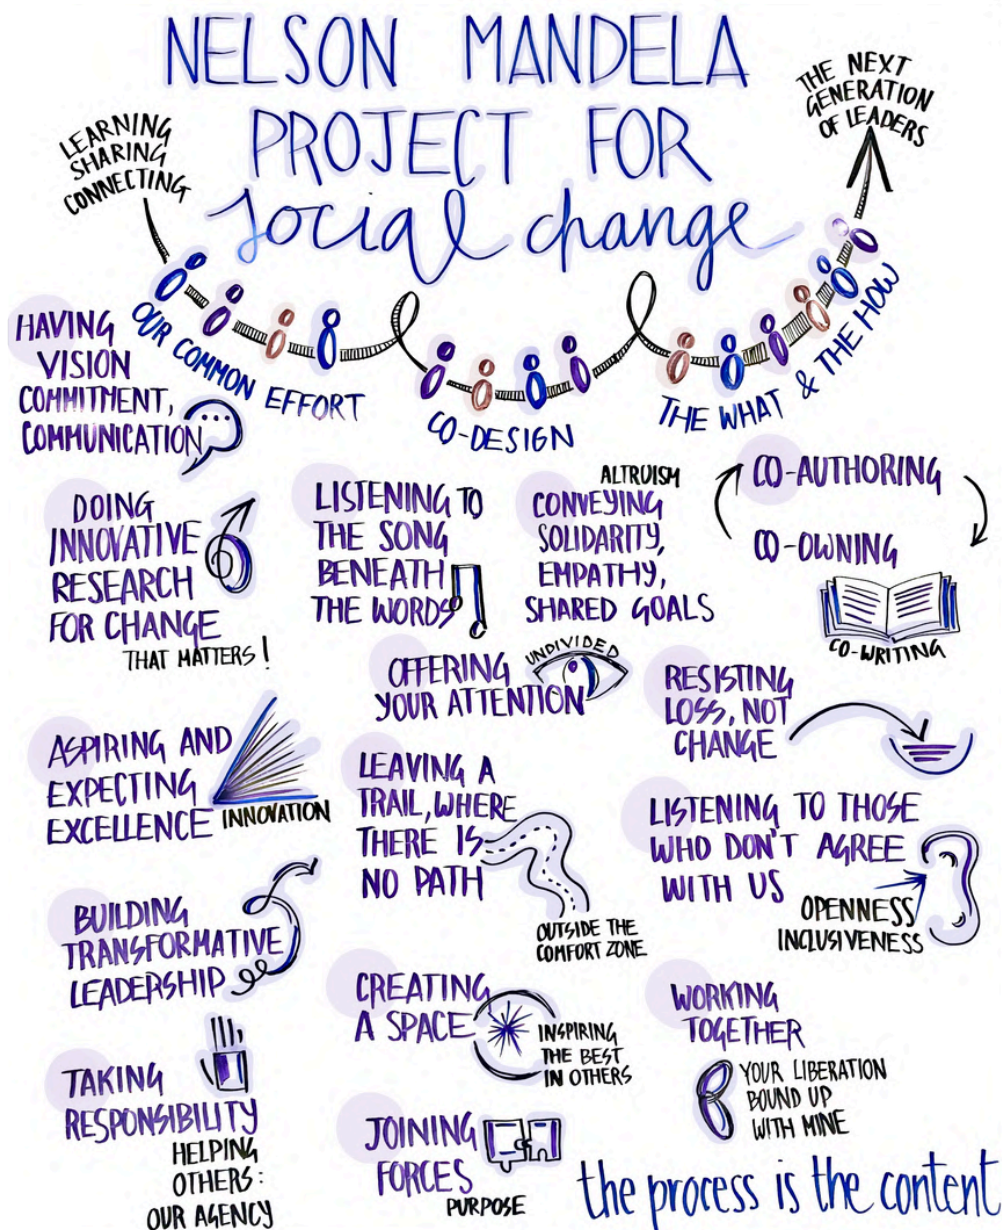 NELSON MANDELA
PROJECT FOR
social change
LEARNING
SHARING
CONNECTING
THE NEXT
GENERATION
OF LEADERS
OUR COMMON EFFORT
CO-DESIGN
THE WHAT & THE HOW
HAVING
VISION
COMMITMENT,
COMMUNICATION
DOING
INNOVATIVE
RESEARCH
FOR CHANGE
THAT MATTERS!
ASPIRING AND
EXPECTING
EXCELLENCE
INNOVATION
BUILDING
TRANSFORMATIVE
LEADERSHIP
TAKING
RESPONSIBILITY
HELPING
OTHERS:
OUR AGENCY
LISTENING TO
THE SONG
BENEATH
THE WORDS
ALTRUISM
CONVEYING
SOLIDARITY,
EMPATHY,
SHARED GOALS
OFFERING
YOUR ATTENTION
UNDIVIDED
LEAVING A
TRAIL, WHERE
THERE IS
NO PATH
OUTSIDE THE
COMFORT ZONE
CREATING
A SPACE
INSPIRING
THE BEST
IN OTHERS
JOINING
FORCES
PURPOSE
CO-AUTHORING
CO-OWNING
CO-WRITING
RESISTING
LOSS, NOT
CHANGE
LISTENING TO THOSE
WHO DON'T AGREE
WITH US
OPENNESS
INCLUSIVENESS
WORKING
TOGETHER
YOUR LIBERATION
BOUND UP
WITH MINE
the process is the content